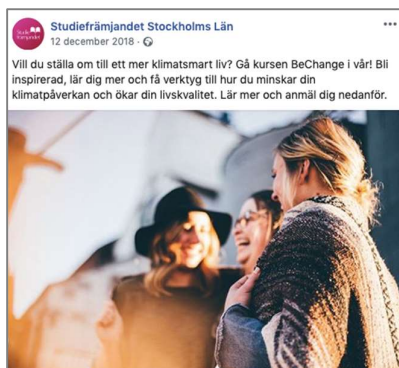 Studiefrämjandet Stockholms Län
12 december 2018 ·
Vill du ställa om till ett mer klimatsmart liv? Gå kursen BeChange i vår! Bli
inspirerad, lär dig mer och få verktyg till hur du minskar din
klimatpåverkan och ökar din livskvalitet. Lär mer och anmäl dig nedanför.